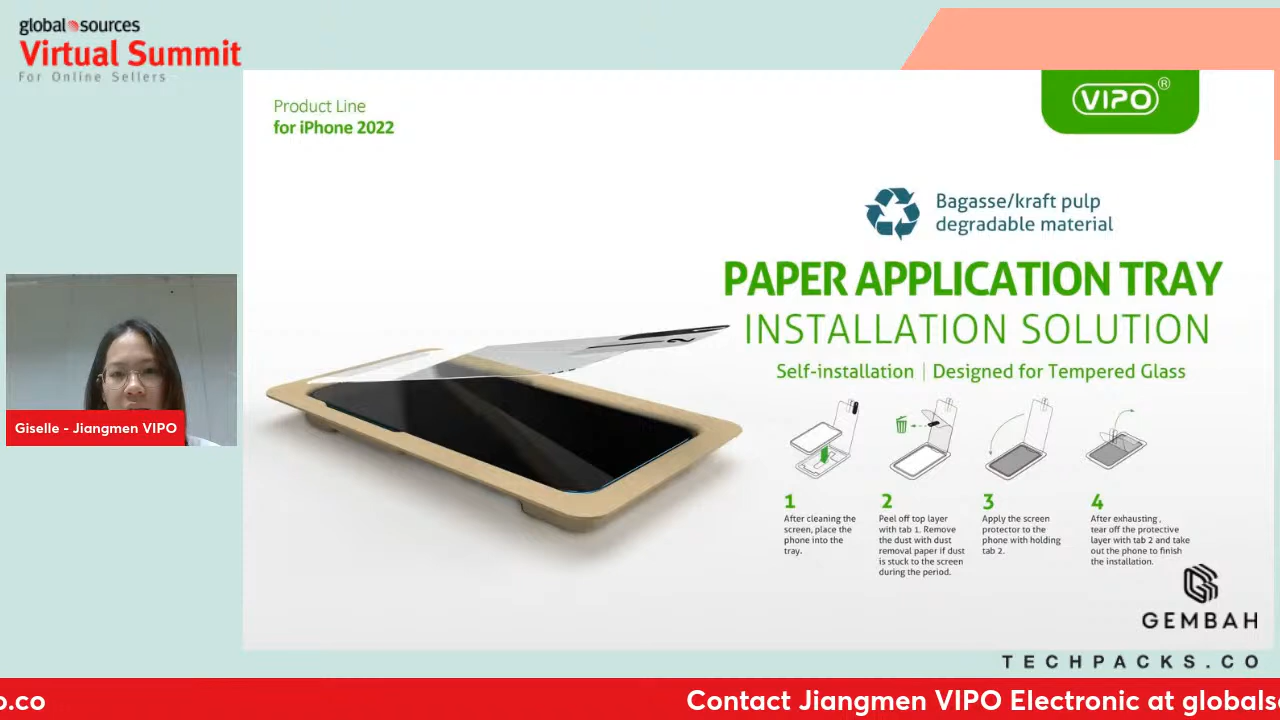 global sources
Virtual Summit
For Online Sellers
Product Line
for iPhone 2022
VIPO®
Bagasse/kraft pulp
degradable material
PAPER APPLICATION TRAY
INSTALLATION SOLUTION
Self-installation | Designed for Tempered Glass
2
1
After cleaning the
screen, place the
phone into the
tray.
2
Peel off top layer
with tab 1. Remove
the dust with dust
removal paper if dust
is stuck to the screen
during the period.
3
Apply the screen
protector to the
phone with holding
tab 2.
4
After exhausting ,
tear off the protective
layer with tab 2 and take
out the phone to finish
the installation.
Giselle - Jiangmen VIPO
GEMBAH
TECHPACKS.CO
o.co
Contact Jiangmen VIPO Electronic at globals